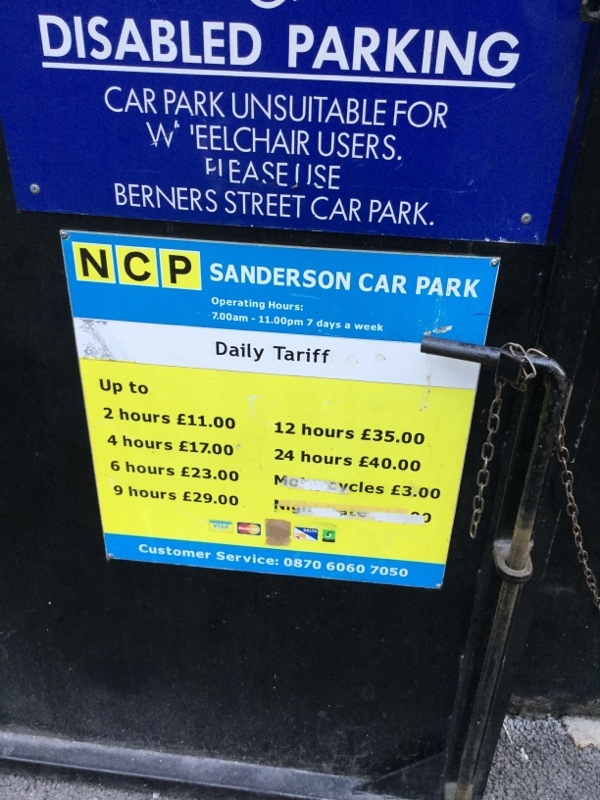 DISABLED PARKING
CAR PARK UNSUITABLE FOR
W' 'EELCHAIR USERS.
PLEASE USE
BERNERS STREET CAR PARK.
NCP SANDERSON CAR PARK
Operating Hours:
7.00am - 11.00pm 7 days a week
Daily Tariff
Up to
2 hours £11.00
4 hours £17.00
6 hours £23.00
9 hours £29.00
12 hours £35.00
24 hours £40.00
Motorcycles £3.00
VISA
Customer Service: 0870 6060 7050